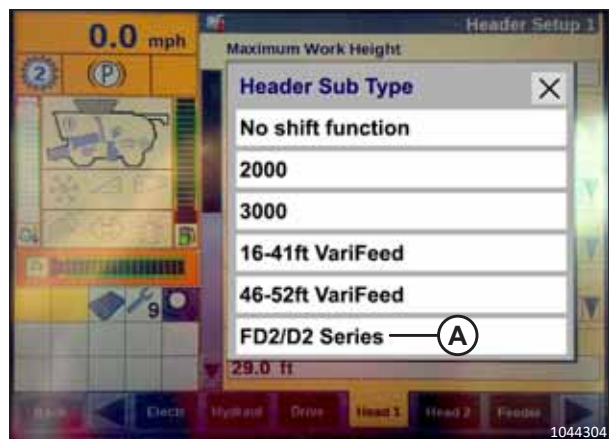 0.0 mph
Header Setup 1
Maximum Work Height
2
P
Header Sub Type
No shift function
2000
3000
16-41ft VariFeed
46-52ft VariFeed
9
FD2/D2 Series
A
29.0 ft
Back
Electr
Hydraul
Drive
Head 1
Head 2
Feeder
1044304